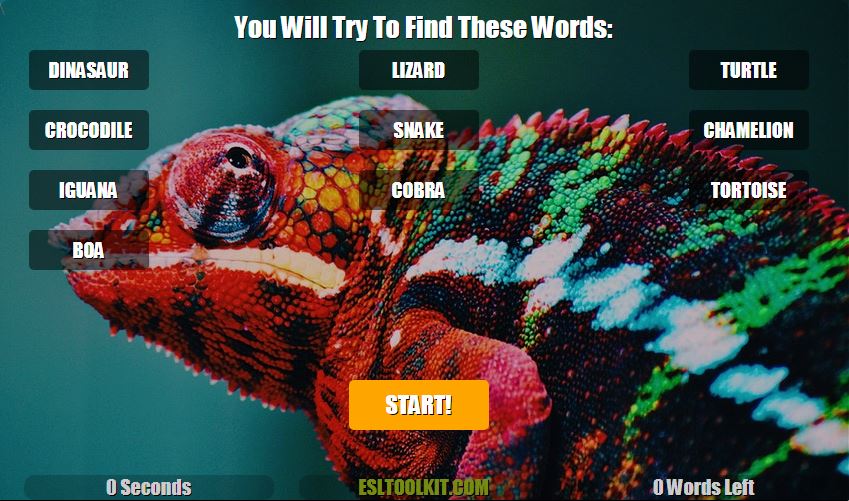 You Will Try To Find These Words:
DINASAUR LIZARD TURTLE
CROCODILE SNAKE CHAMELION
IGUANA COBRA TORTOISE
BOA
START!
0 Seconds ESLTOOLKIT.COM 0 Words Left